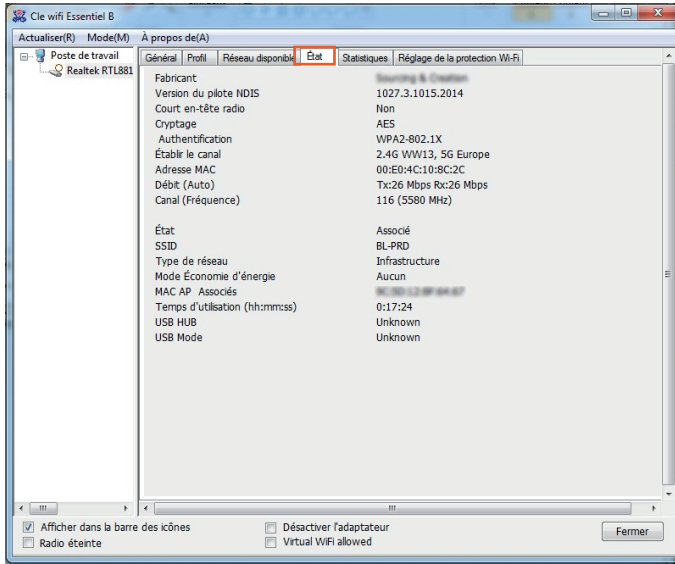 Cle wifi Essentiel B
Actualiser(R) Mode(M) À propos de(A)
Poste de travail
Realtek RTL881
Général Profil Réseau disponible État Statistiques Réglage de la protection Wi-Fi
Fabricant
Version du pilote NDIS 1027.3.1015.2014
Court en-tête radio Non
Cryptage AES
Authentification WPA2-802.1X
Établir le canal 2.4G WW13, 5G Europe
Adresse MAC 00:E0:4C:10:8C:2C
Débit (Auto) Tx:26 Mbps Rx:26 Mbps
Canal (Fréquence) 116 (5580 MHz)
État Associé
SSID BL-PRD
Type de réseau Infrastructure
Mode Économie d'énergie Aucun
MAC AP Associés
Temps d'utilisation (hh:mm:ss) 0:17:24
USB HUB Unknown
USB Mode Unknown
Afficher dans la barre des icônes Désactiver l'adaptateur Fermer
Radio éteinte Virtual WiFi allowed